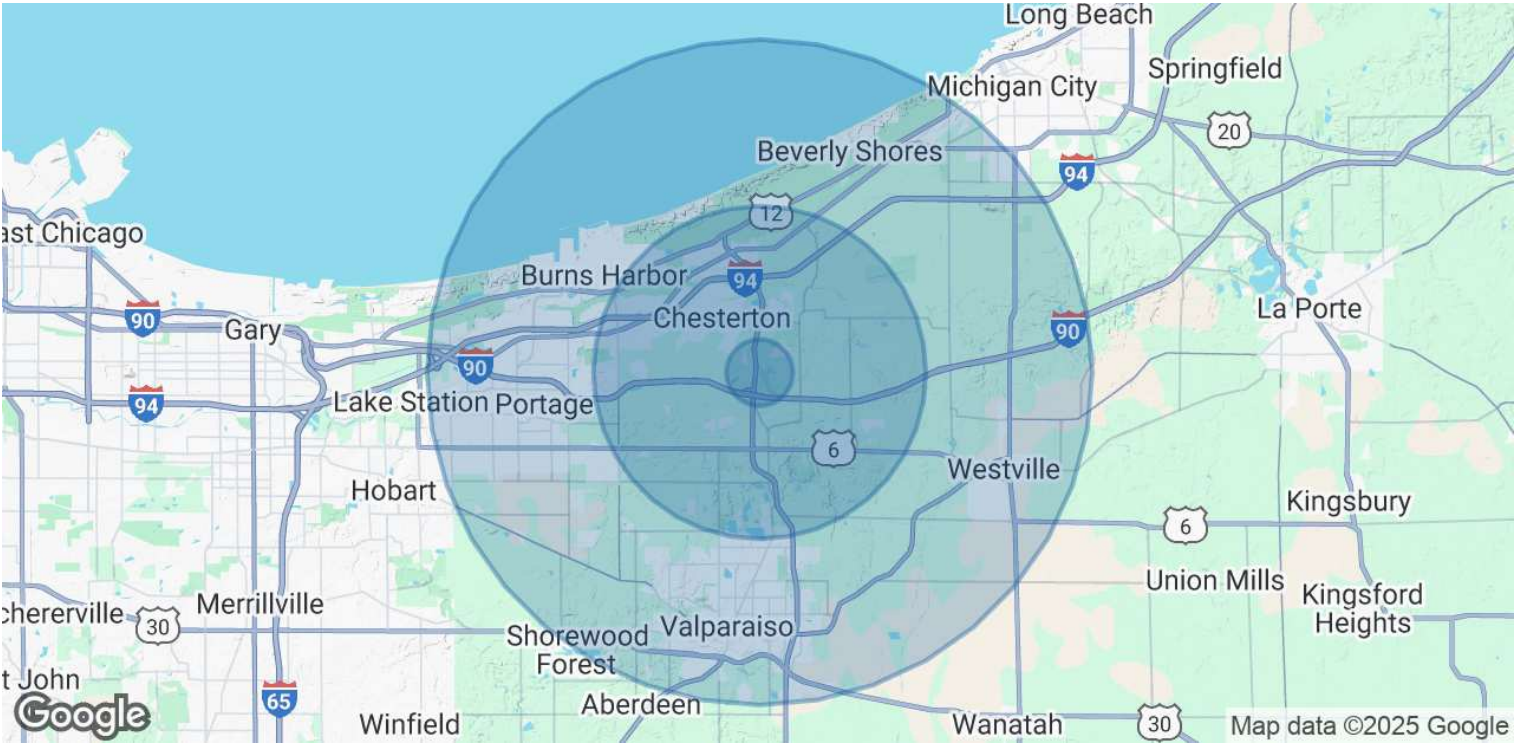 Long Beach
Springfield
Michigan City
20
Beverly Shores
94
12
ast Chicago
Burns Harbor
94
La Porte
90
Gary
Chesterton
90
90
94
Lake Station
Portage
6
Westville
Hobart
Kingsbury
6
Union Mills
Kingsford
Heights
chererville
30
Merrillville
Shorewood
Forest
Valparaiso
t John
65
Aberdeen
Google
Winfield
Wanatah
30
Map data ©2025 Google